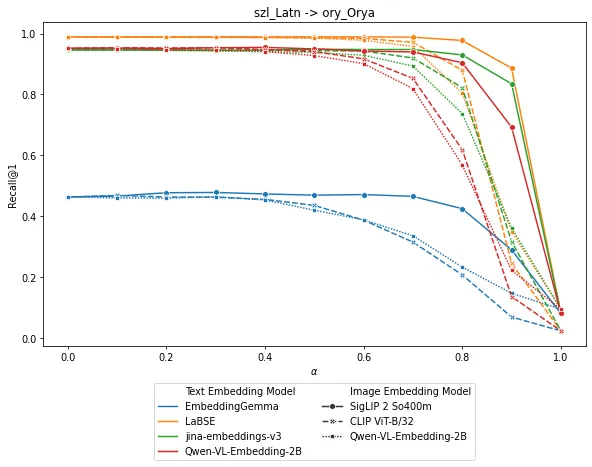 szl_Latn -> ory_Orya
Recall@1
1.0
0.8
0.6
0.4
0.2
0.0
0.0 0.2 0.4 0.6 0.8 1.0
α
Text Embedding Model
EmbeddingGemma
LaBSE
jina-embeddings-v3
Qwen-VL-Embedding-2B
Image Embedding Model
SigLIP 2 So400m
CLIP ViT-B/32
Qwen-VL-Embedding-2B